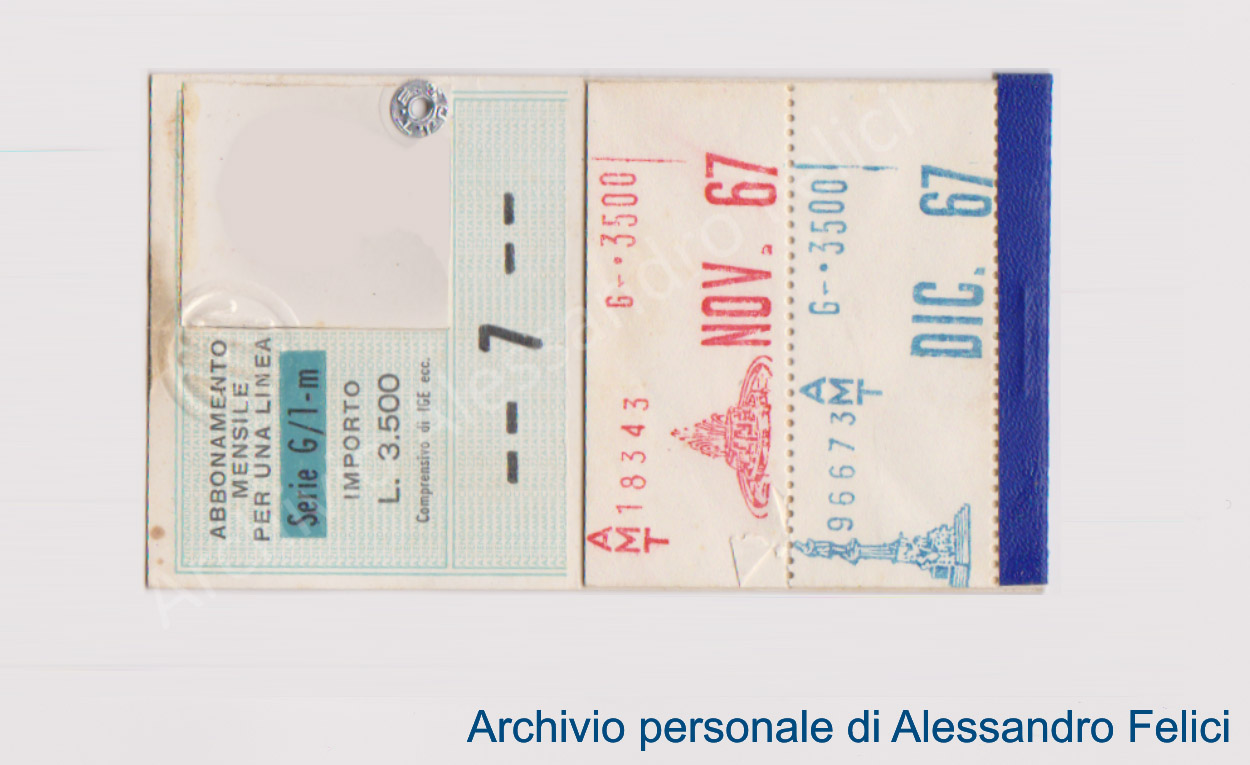 ABBONAMENTO
MENSILE
PER UNA LINEA
Serie G/1-m
IMPORTO
L. 3.500
Comprensivo di IGE ecc.
-- 7 --
ATM
18343
G-•3500
NOV. 67
ATM
96673
G-•3500
DIC. 67
Archivio personale di Alessandro Felici